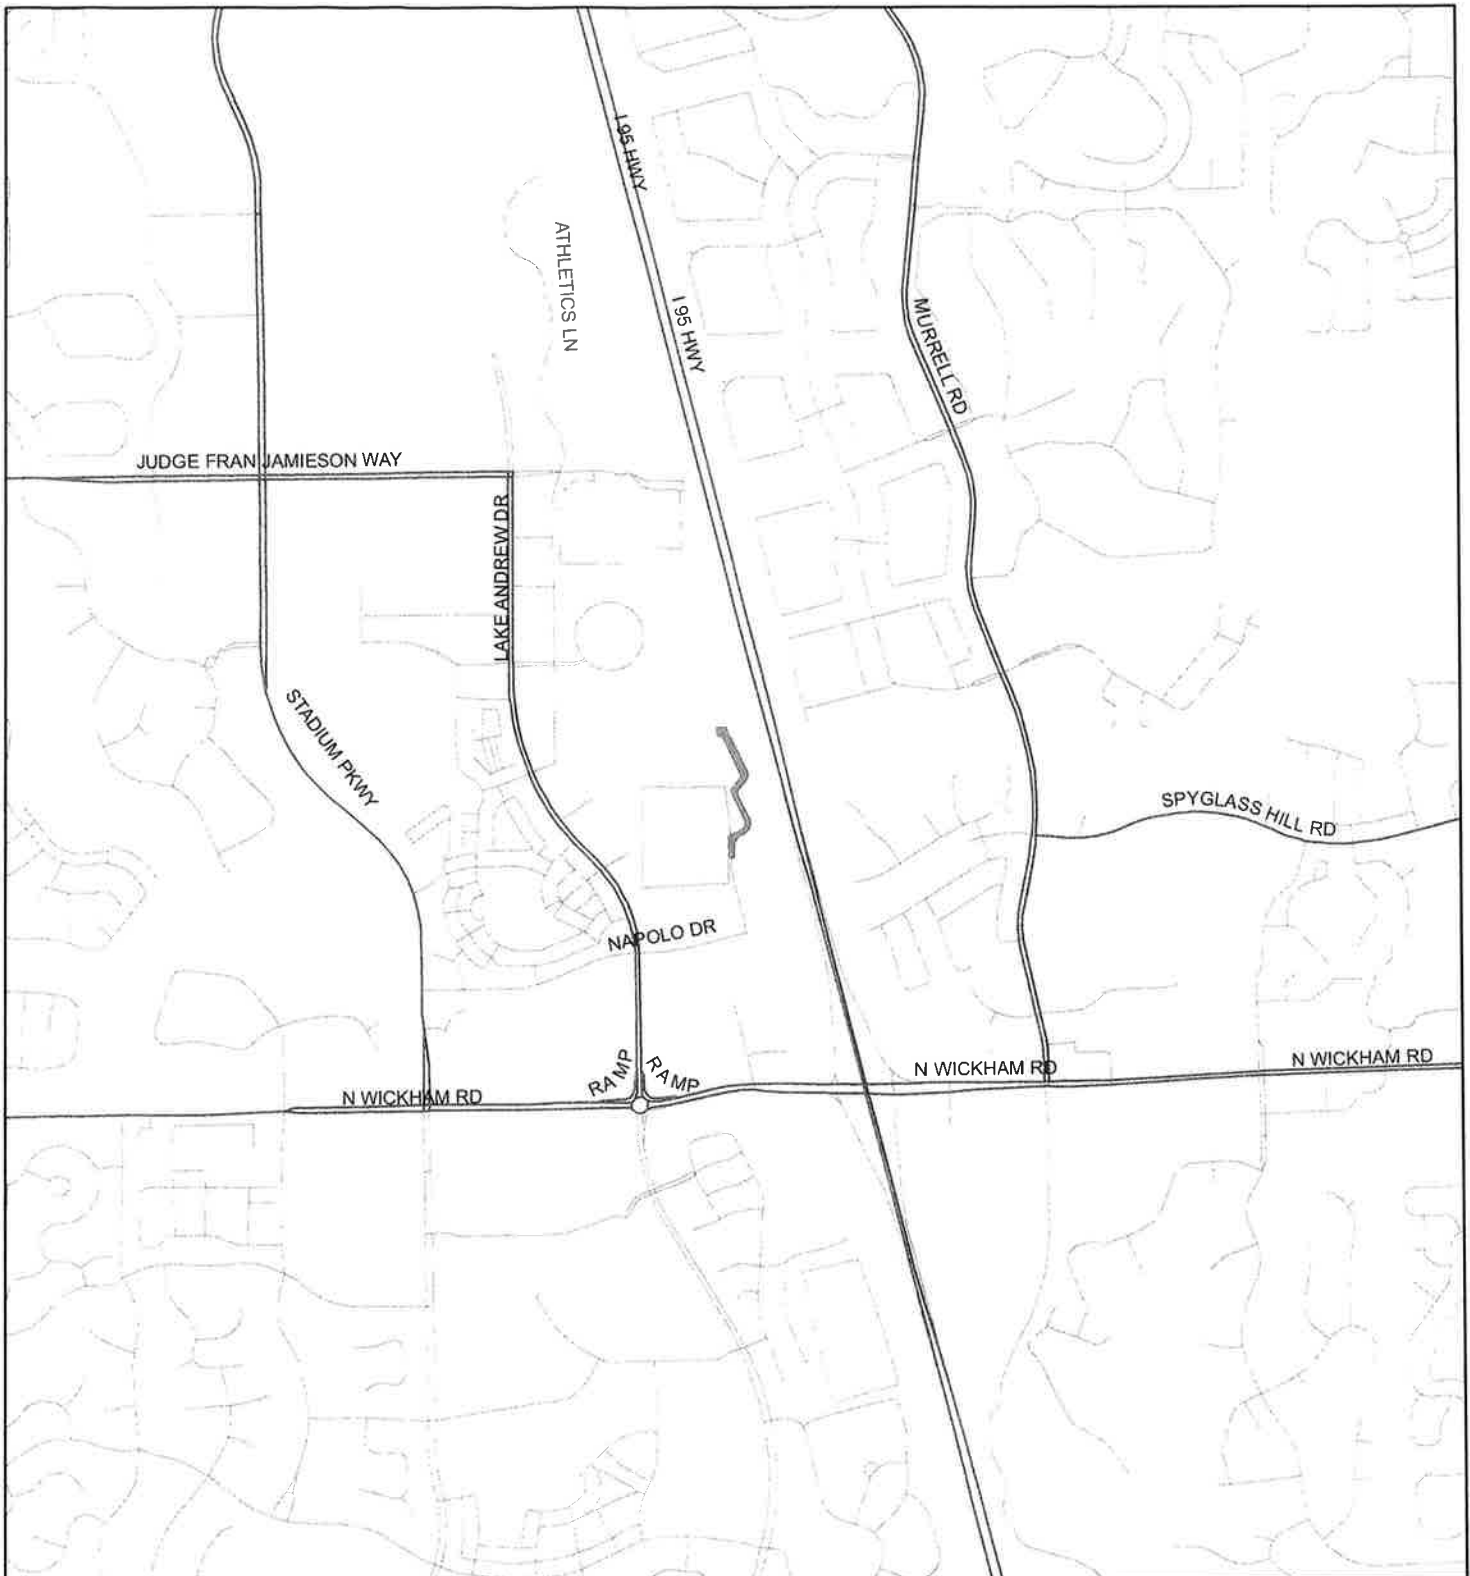 I 95 HWY
ATHLETICS LN
I 95 HWY
MURRELL RD
JUDGE FRAN JAMIESON WAY
LAKE ANDREW DR
STADIUM PKWY
SPYGLASS HILL RD
NAPOLO DR
RAMP
RAMP
N WICKHAM RD
N WICKHAM RD
N WICKHAM RD